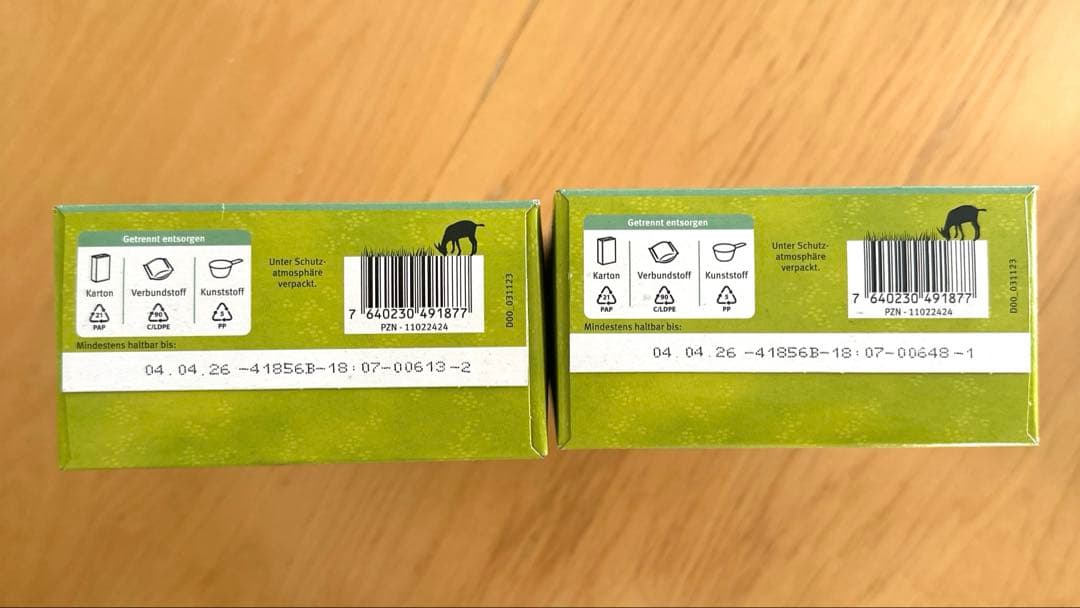 Getrennt entsorgen
Karton
Verbundstoff
Kunststoff
21
PAP
90
C/LDPE
5
PP
Unter Schutz-
atmosphäre
verpackt.
7 640230 491877
PZN - 11022424
D00_031123
Mindestens haltbar bis:
04.04.26 -41856B-18:07-00613-2
Getrennt entsorgen
Karton
Verbundstoff
Kunststoff
21
PAP
90
C/LDPE
5
PP
Unter Schutz-
atmosphäre
verpackt.
7 640230 491877
PZN - 11022424
D00_031123
Mindestens haltbar bis:
04.04.26 -41856B-18:07-00648-1